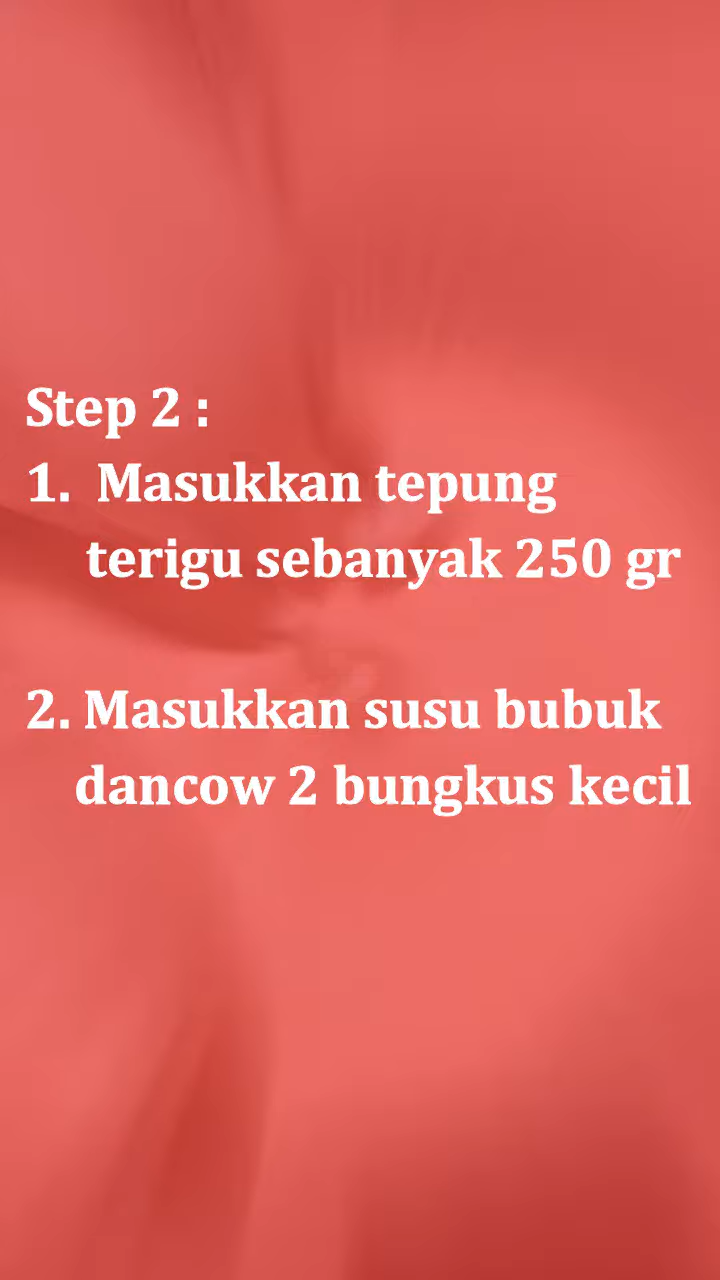 Step 2 :
1. Masukkan tepung
terigu sebanyak 250 gr
2. Masukkan susu bubuk
dancow 2 bungkus kecil